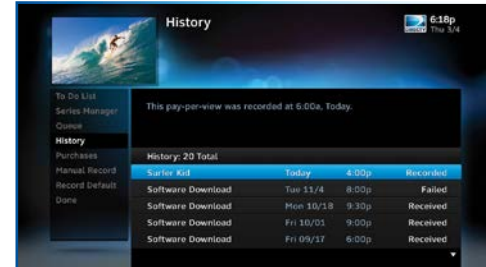 History
6:18p
DIRECTV Thu 3/4
To Do List
Series Manager
Queue
History
Purchases
Manual Record
Record Default
Done
This pay-per-view was recorded at 6:00a, Today.
History: 20 Total
Surfer Kid Today 4:00p Recorded
Software Download Tue 11/4 8:00p Failed
Software Download Mon 10/18 9:30p Received
Software Download Fri 10/01 9:00p Received
Software Download Fri 09/17 6:00p Received